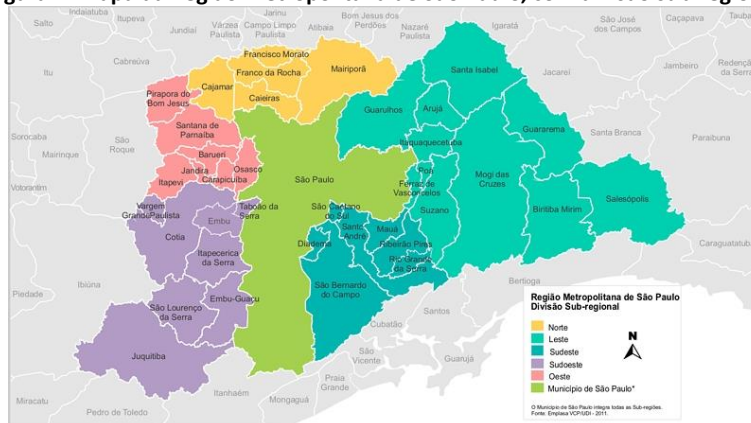 Indaiatuba
Itupeva
Jarinu
Bom Jesus dos
Perdões
Salto
Jundiaí
Várzea
Paulista
Campo Limpo
Paulista
Atibaia
Nazaré
Paulista
Igaratá
São José
dos Campos
Caçapava
Cabreúva
Francisco Morato
Franco da Rocha
Mairiporã
Santa Isabel
Jacareí
Jambeiro
Redenção
da Serra
Itu
Cajamar
Caieiras
Pirapora do
Bom Jesus
Guarulhos
Arujá
Santana de
Parnaíba
Guararema
Santa Branca
Paraibuna
Sorocaba
Mairinque
São
Roque
Barueri
Jandira
Carapicuíba
Osasco
Itapevi
Itaquaquecetuba
Poá
Ferraz de
Vasconcelos
Mogi das
Cruzes
São Paulo
Votorantim
Vargem
Grande Paulista
Taboão da
Serra
São Caetano
do Sul
Suzano
Biritiba Mirim
Salesópolis
Embu
Cotia
Santo
André
Mauá
Diadema
Ribeirão Pires
Itapecerica
da Serra
Rio Grande
da Serra
Caraguatatuba
Piedade
Ibiúna
Embu-Guaçu
São Bernardo
do Campo
Bertioga
São Lourenço
da Serra
Santos
Cubatão
Juquitiba
São
Vicente
Guarujá
Praia
Grande
Itanhaém
Mongaguá
Miracatu
Pedro de Toledo
Região Metropolitana de São Paulo
Divisão Sub-regional
Norte
Leste
Sudeste
Sudoeste
Oeste
Município de São Paulo*
N
O Município de São Paulo integra todas as Sub-regiões.
Fonte: Emplasa VCP/UDI - 2011.